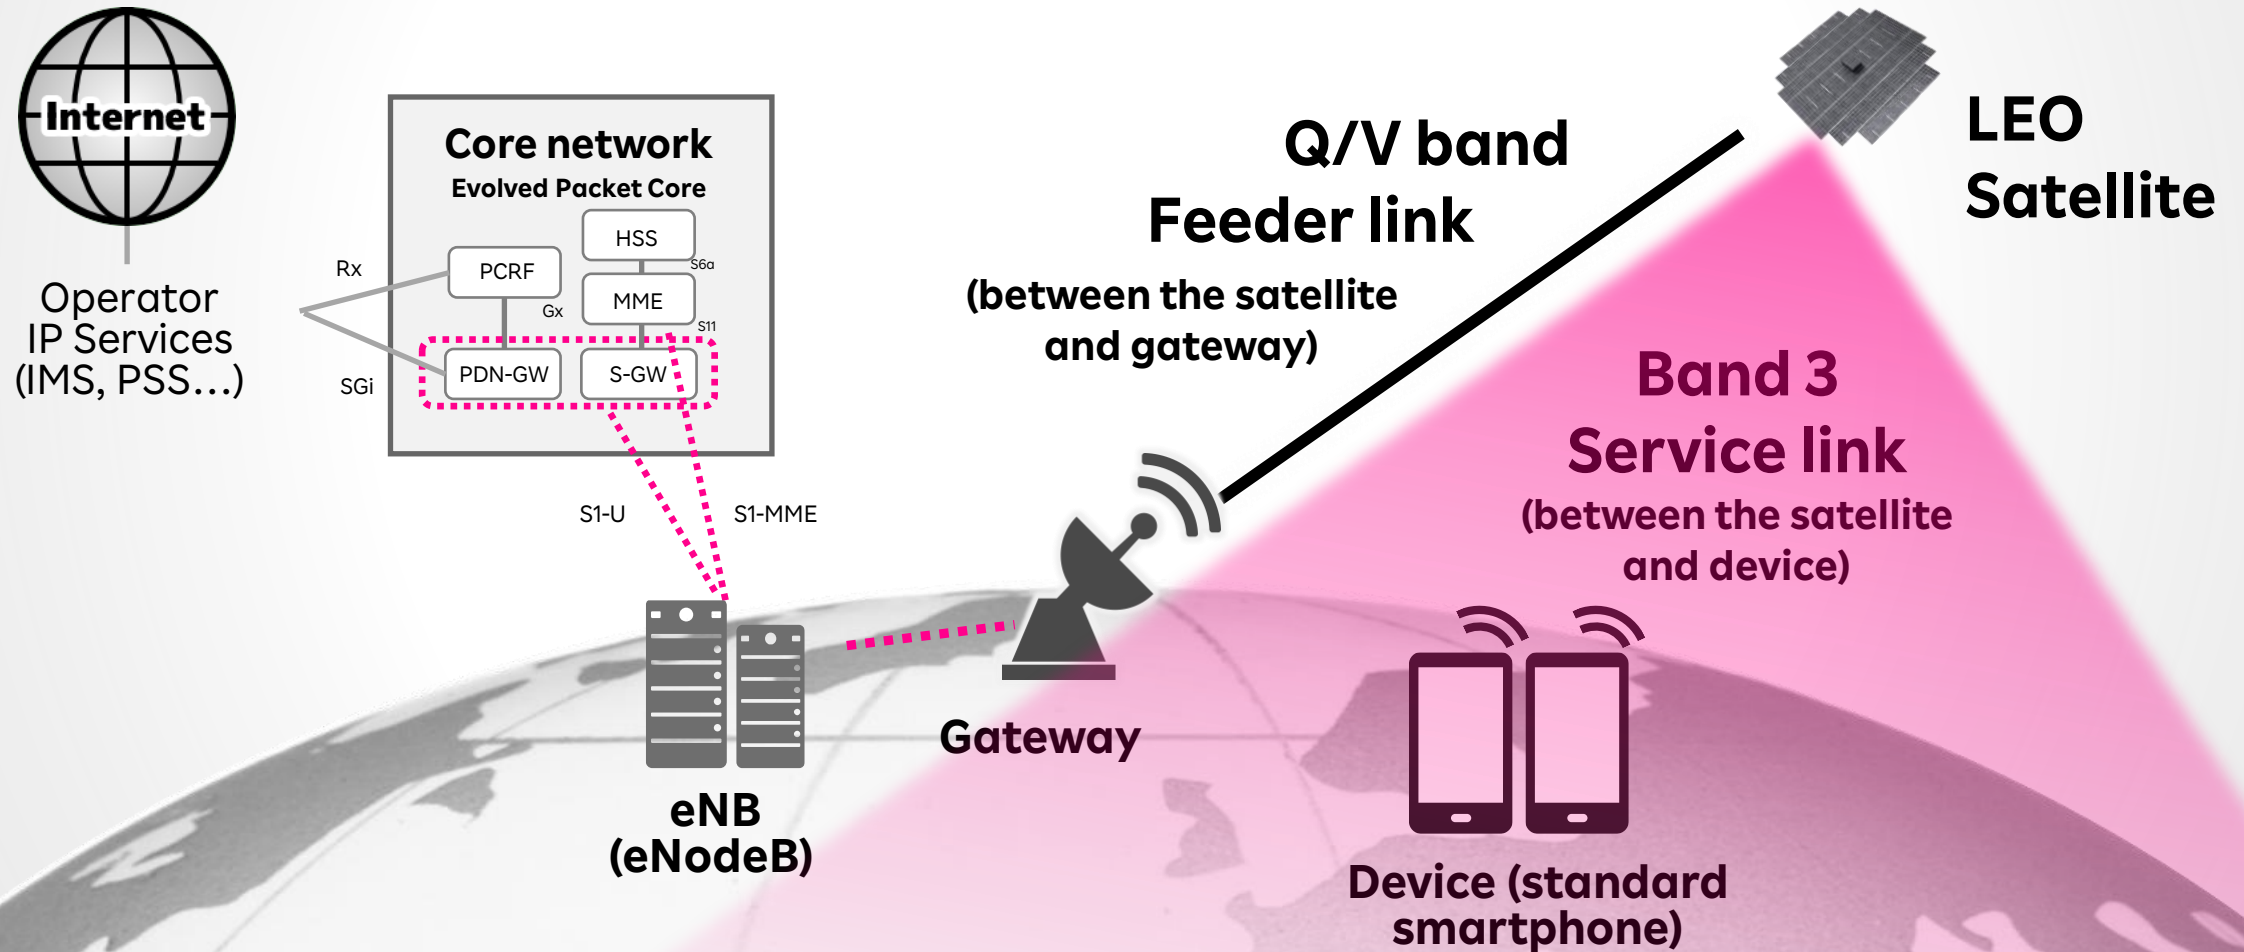 Internet
Operator
IP Services
(IMS, PSS...)
Rx
SGi
Core network
Evolved Packet Core
HSS
S6a
PCRF
MME
Gx
S11
PDN-GW
S-GW
S1-U
S1-MME
eNB
(eNodeB)
Gateway
Q/V band
Feeder link
(between the satellite
and gateway)
LEO
Satellite
Band 3
Service link
(between the satellite
and device)
Device (standard
smartphone)